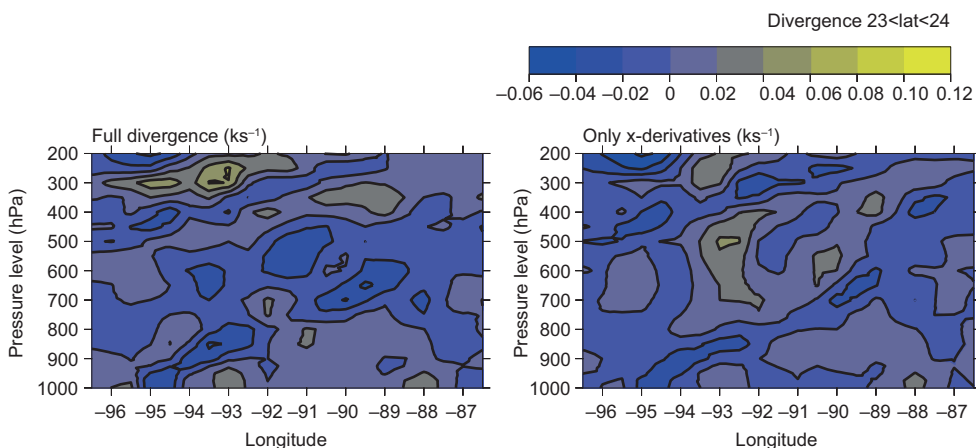 Divergence 23<lat<24
–0.06 –0.04 –0.02 0 0.02 0.04 0.06 0.08 0.10 0.12
Full divergence (ks⁻¹)
200
300
400
500
600
700
800
900
1000
Pressure level (hPa)
–96 –95 –94 –93 –92 –91 –90 –89 –88 –87
Longitude
Only x-derivatives (ks⁻¹)
200
300
400
500
600
700
800
900
1000
Pressure level (hPa)
–96 –95 –94 –93 –92 –91 –90 –89 –88 –87
Longitude